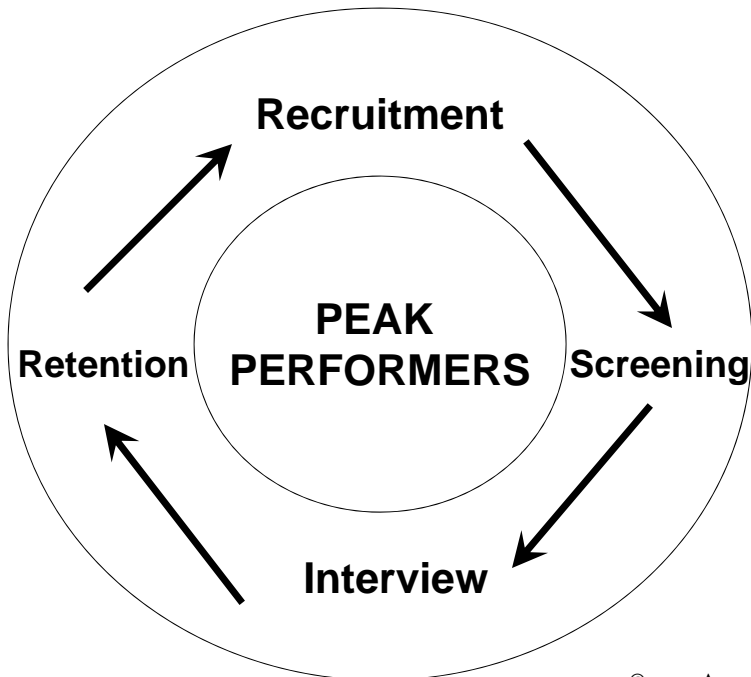 Recruitment
PEAK
PERFORMERS
Retention
Screening
Interview